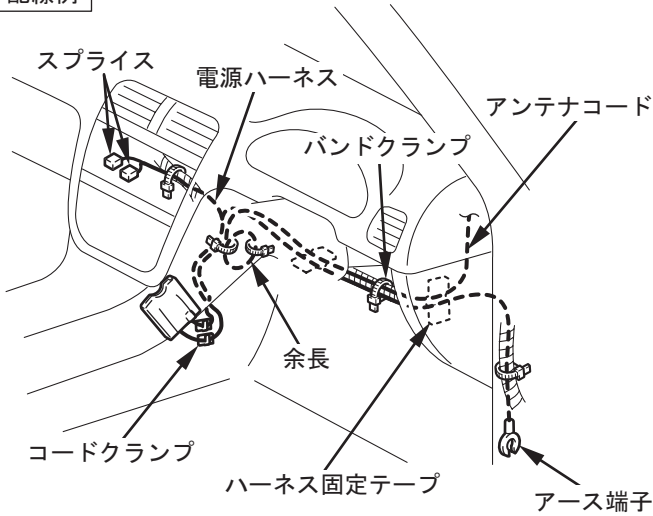 配線例
スプライス
電源ハーネス
アンテナコード
バンドクランプ
余長
コードクランプ
ハーネス固定テープ
アース端子